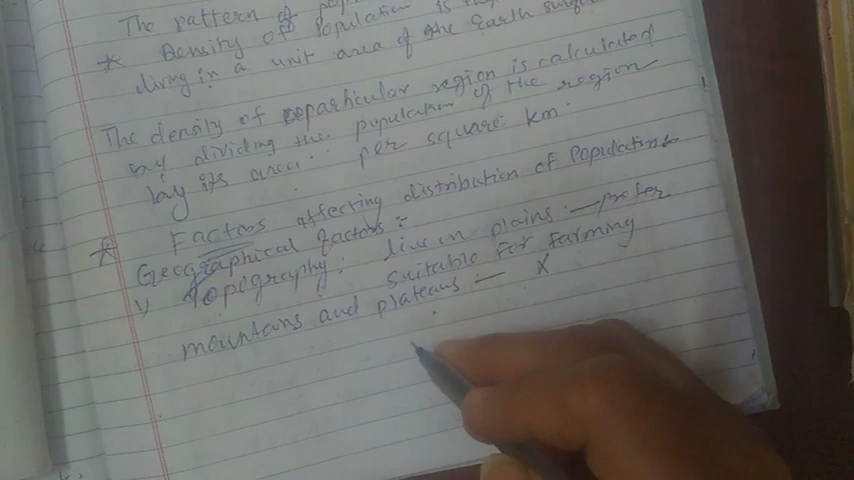 The pattern of
* Density of Population is
living in a unit area of the Earth
The density of particular region is calculated
by dividing the population of the region
by its area. per square km.
* Factors affecting distribution of Population
Geographical factors :
1) Topography : live in plains - prefer
suitable for farming
mountains and plateaus - X